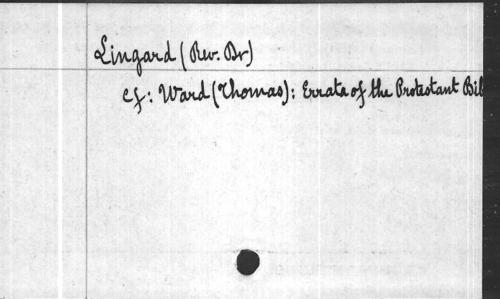 Lingard (Rev. Dr)
cf: Ward (Thomas): Errata of the Protestant Bib